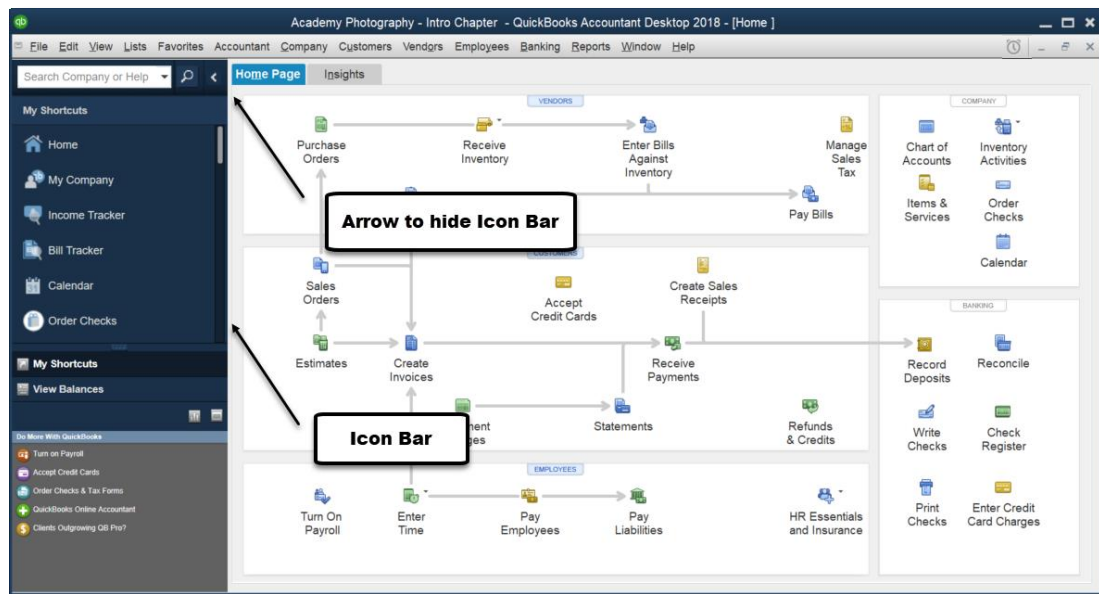 qb
Academy Photography - Intro Chapter - QuickBooks Accountant Desktop 2018 - [Home ]
File Edit View Lists Favorites Accountant Company Customers Vendors Employees Banking Reports Window Help
Search Company or Help
My Shortcuts
Home
My Company
Income Tracker
Bill Tracker
Calendar
Order Checks
My Shortcuts
View Balances
Do More With QuickBooks
Turn on Payroll
Accept Credit Cards
Order Checks & Tax Forms
QuickBooks Online Accountant
Clients Outgrowing QB Pro?
Home Page Insights
VENDORS
Purchase
Orders
Receive
Inventory
Enter Bills
Against
Inventory
Manage
Sales
Tax
Pay Bills
Arrow to hide Icon Bar
CUSTOMERS
Sales
Orders
Accept
Credit Cards
Create Sales
Receipts
Estimates
Create
Invoices
Receive
Payments
Icon Bar
Statements
Refunds
& Credits
EMPLOYEES
Turn On
Payroll
Enter
Time
Pay
Employees
Pay
Liabilities
HR Essentials
and Insurance
COMPANY
Chart of
Accounts
Inventory
Activities
Items &
Services
Order
Checks
Calendar
BANKING
Record
Deposits
Reconcile
Write
Checks
Check
Register
Print
Checks
Enter Credit
Card Charges